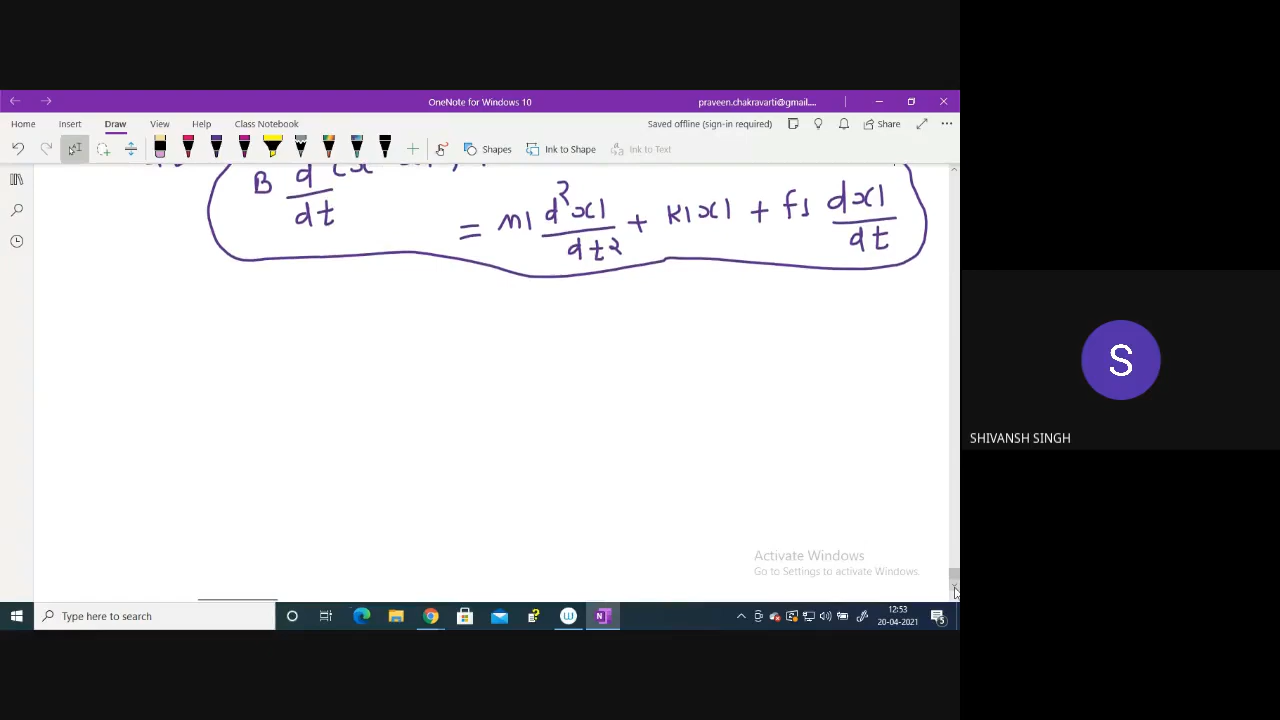 OneNote for Windows 10
praveen.chakravarti@gmail....
Home Insert Draw View Help Class Notebook
Saved offline (sign-in required)
Share
Shapes Ink to Shape Ink to Text
B d/dt
= m1 d²x1/dt2 + k1x1 + f1 dx1/dt
S
SHIVANSH SINGH
Activate Windows
Go to Settings to activate Windows.
Type here to search
12:53
20-04-2021
5